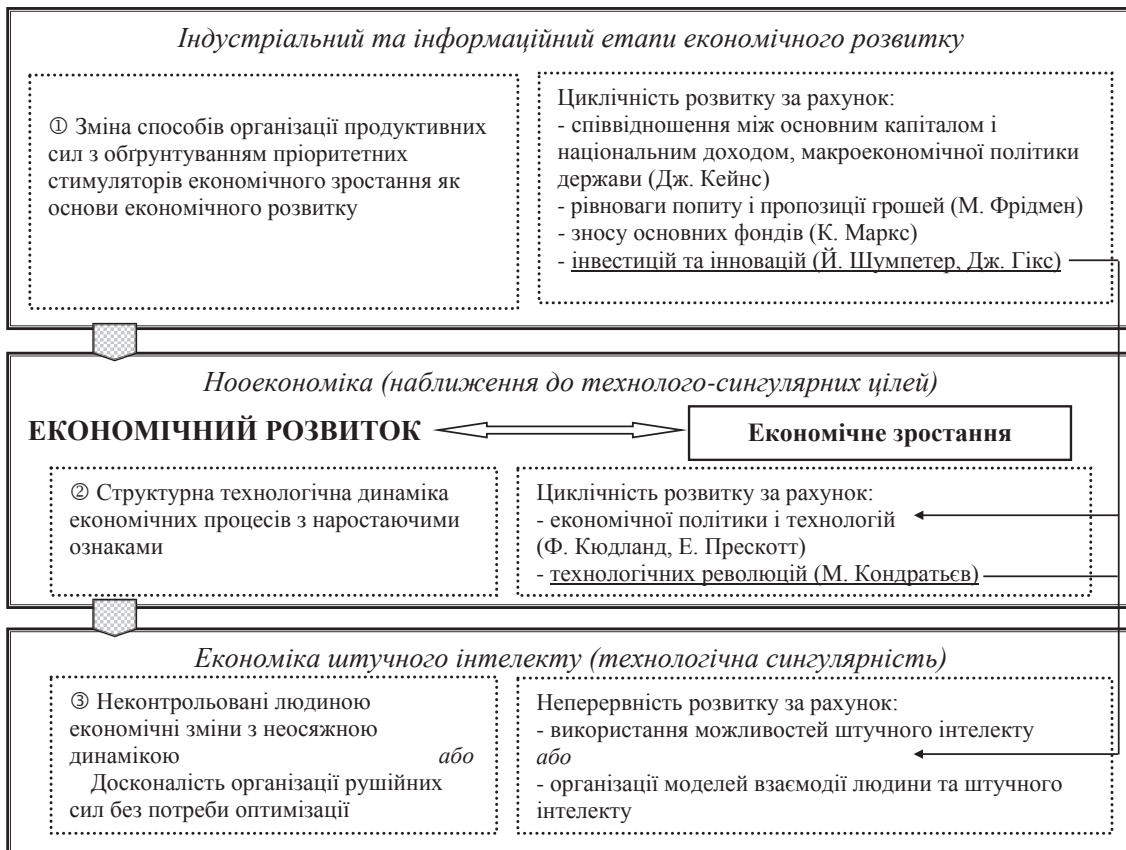 Індустріальний та інформаційний етапи економічного розвитку
① Зміна способів організації продуктивних
сил з обґрунтуванням пріоритетних
стимуляторів економічного зростання як
основи економічного розвитку
Циклічність розвитку за рахунок:
- співвідношення між основним капіталом і
національним доходом, макроекономічної політики
держави (Дж. Кейнс)
- рівноваги попиту і пропозиції грошей (М. Фрідмен)
- зносу основних фондів (К. Маркс)
- інвестицій та інновацій (Й. Шумпетер, Дж. Гікс)
Нооекономіка (наближення до технолого-сингулярних цілей)
ЕКОНОМІЧНИЙ РОЗВИТОК
Економічне зростання
② Структурна технологічна динаміка
економічних процесів з наростаючими
ознаками
Циклічність розвитку за рахунок:
- економічної політики і технологій
(Ф. Кюдланд, Е. Прескотт)
- технологічних революцій (М. Кондратьєв)
Економіка штучного інтелекту (технологічна сингулярність)
③ Неконтрольовані людиною
економічні зміни з неосяжною
динамікою або
Досконалість організації рушійних
сил без потреби оптимізації
Неперервність розвитку за рахунок:
- використання можливостей штучного інтелекту
або
- організації моделей взаємодії людини та штучного
інтелекту